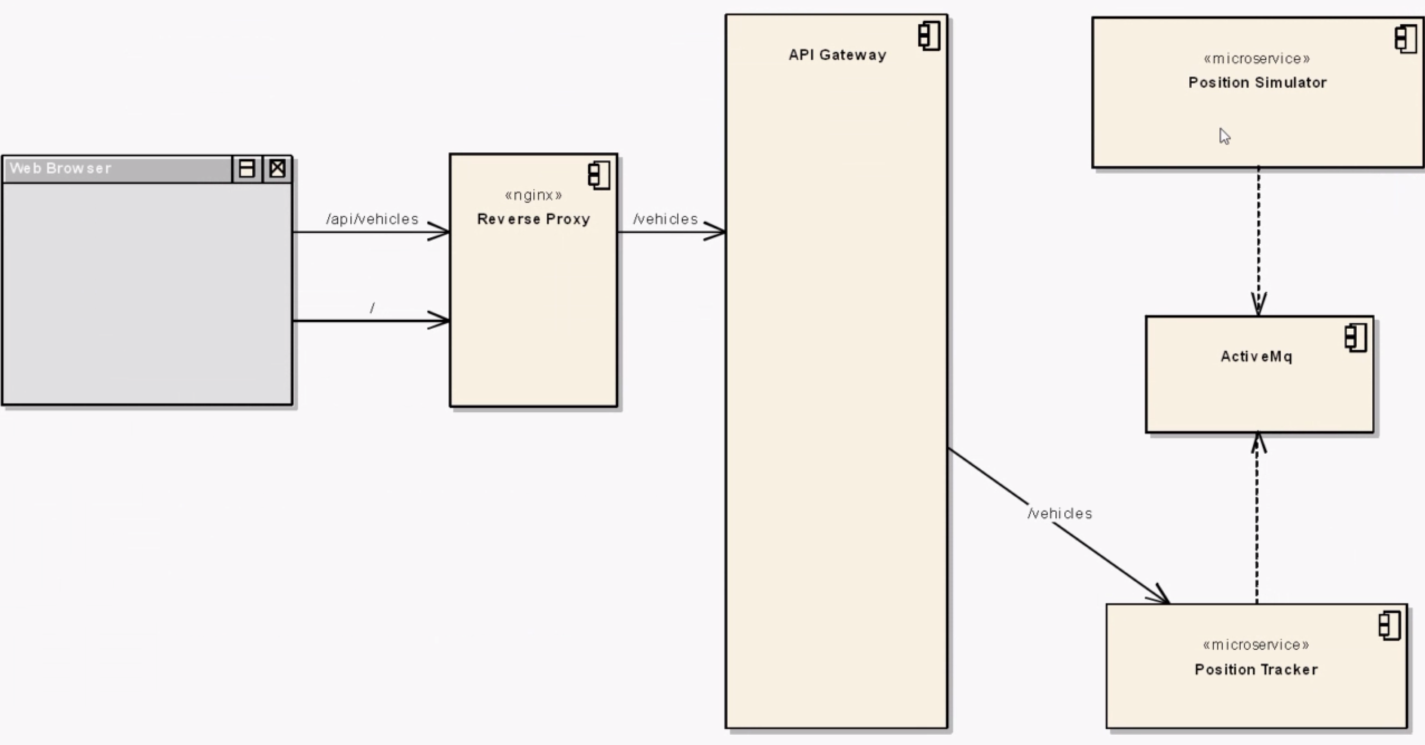 Web Browser
/api/vehicles
/
«nginx»
Reverse Proxy
/vehicles
API Gateway
/vehicles
«microservice»
Position Simulator
ActiveMq
«microservice»
Position Tracker